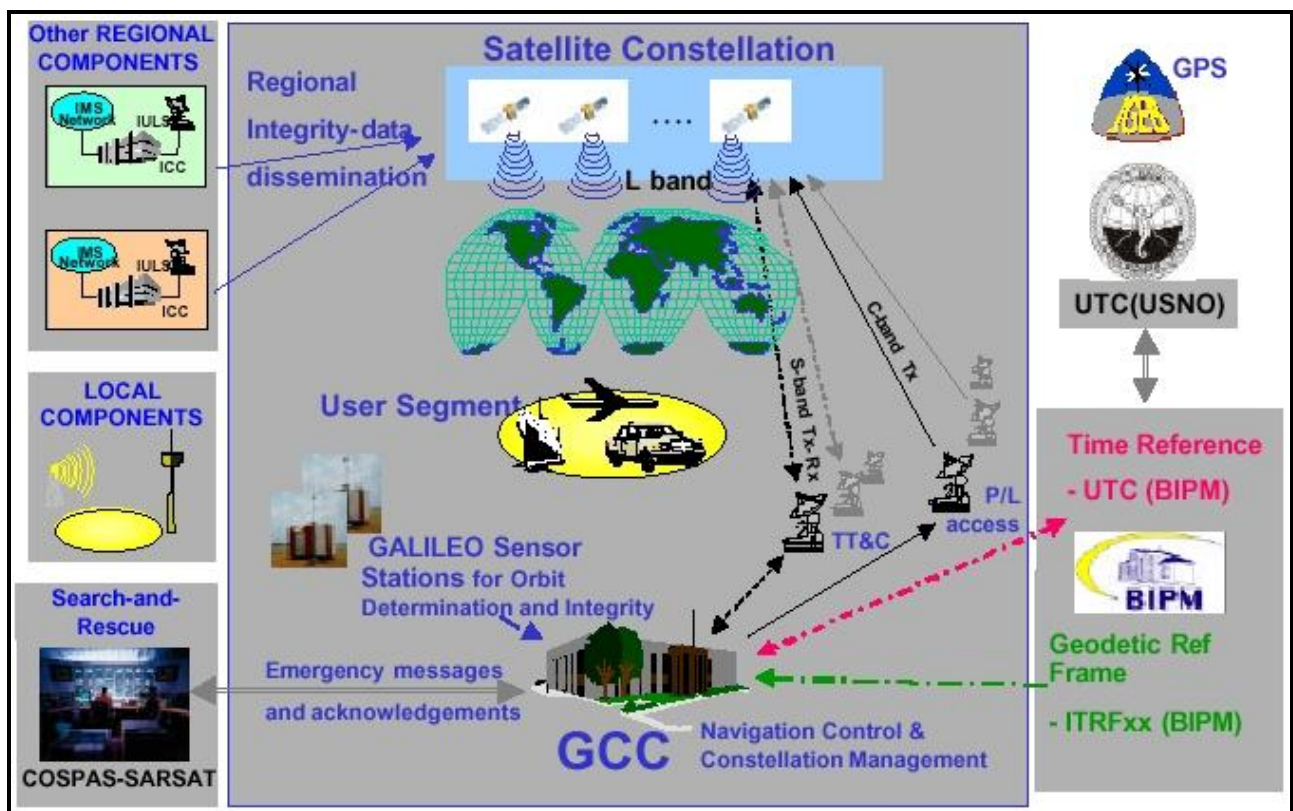 Other REGIONAL
COMPONENTS
IMS
Network
IULS
ICC
IMS
Network
IULS
ICC
LOCAL
COMPONENTS
Search-and-
Rescue
COSPAS-SARSAT
Satellite Constellation
Regional
Integrity-data
dissemination
....
L band
User Segment
S-band Tx-Rx
C-band Tx
TT&C
P/L
access
GALILEO Sensor
Stations for Orbit
Determination and Integrity
Emergency messages
and acknowledgements
GCC
Navigation Control &
Constellation Management
GPS
UTC(USNO)
Time Reference
- UTC (BIPM)
BIPM
Geodetic Ref
Frame
- ITRFxx (BIPM)